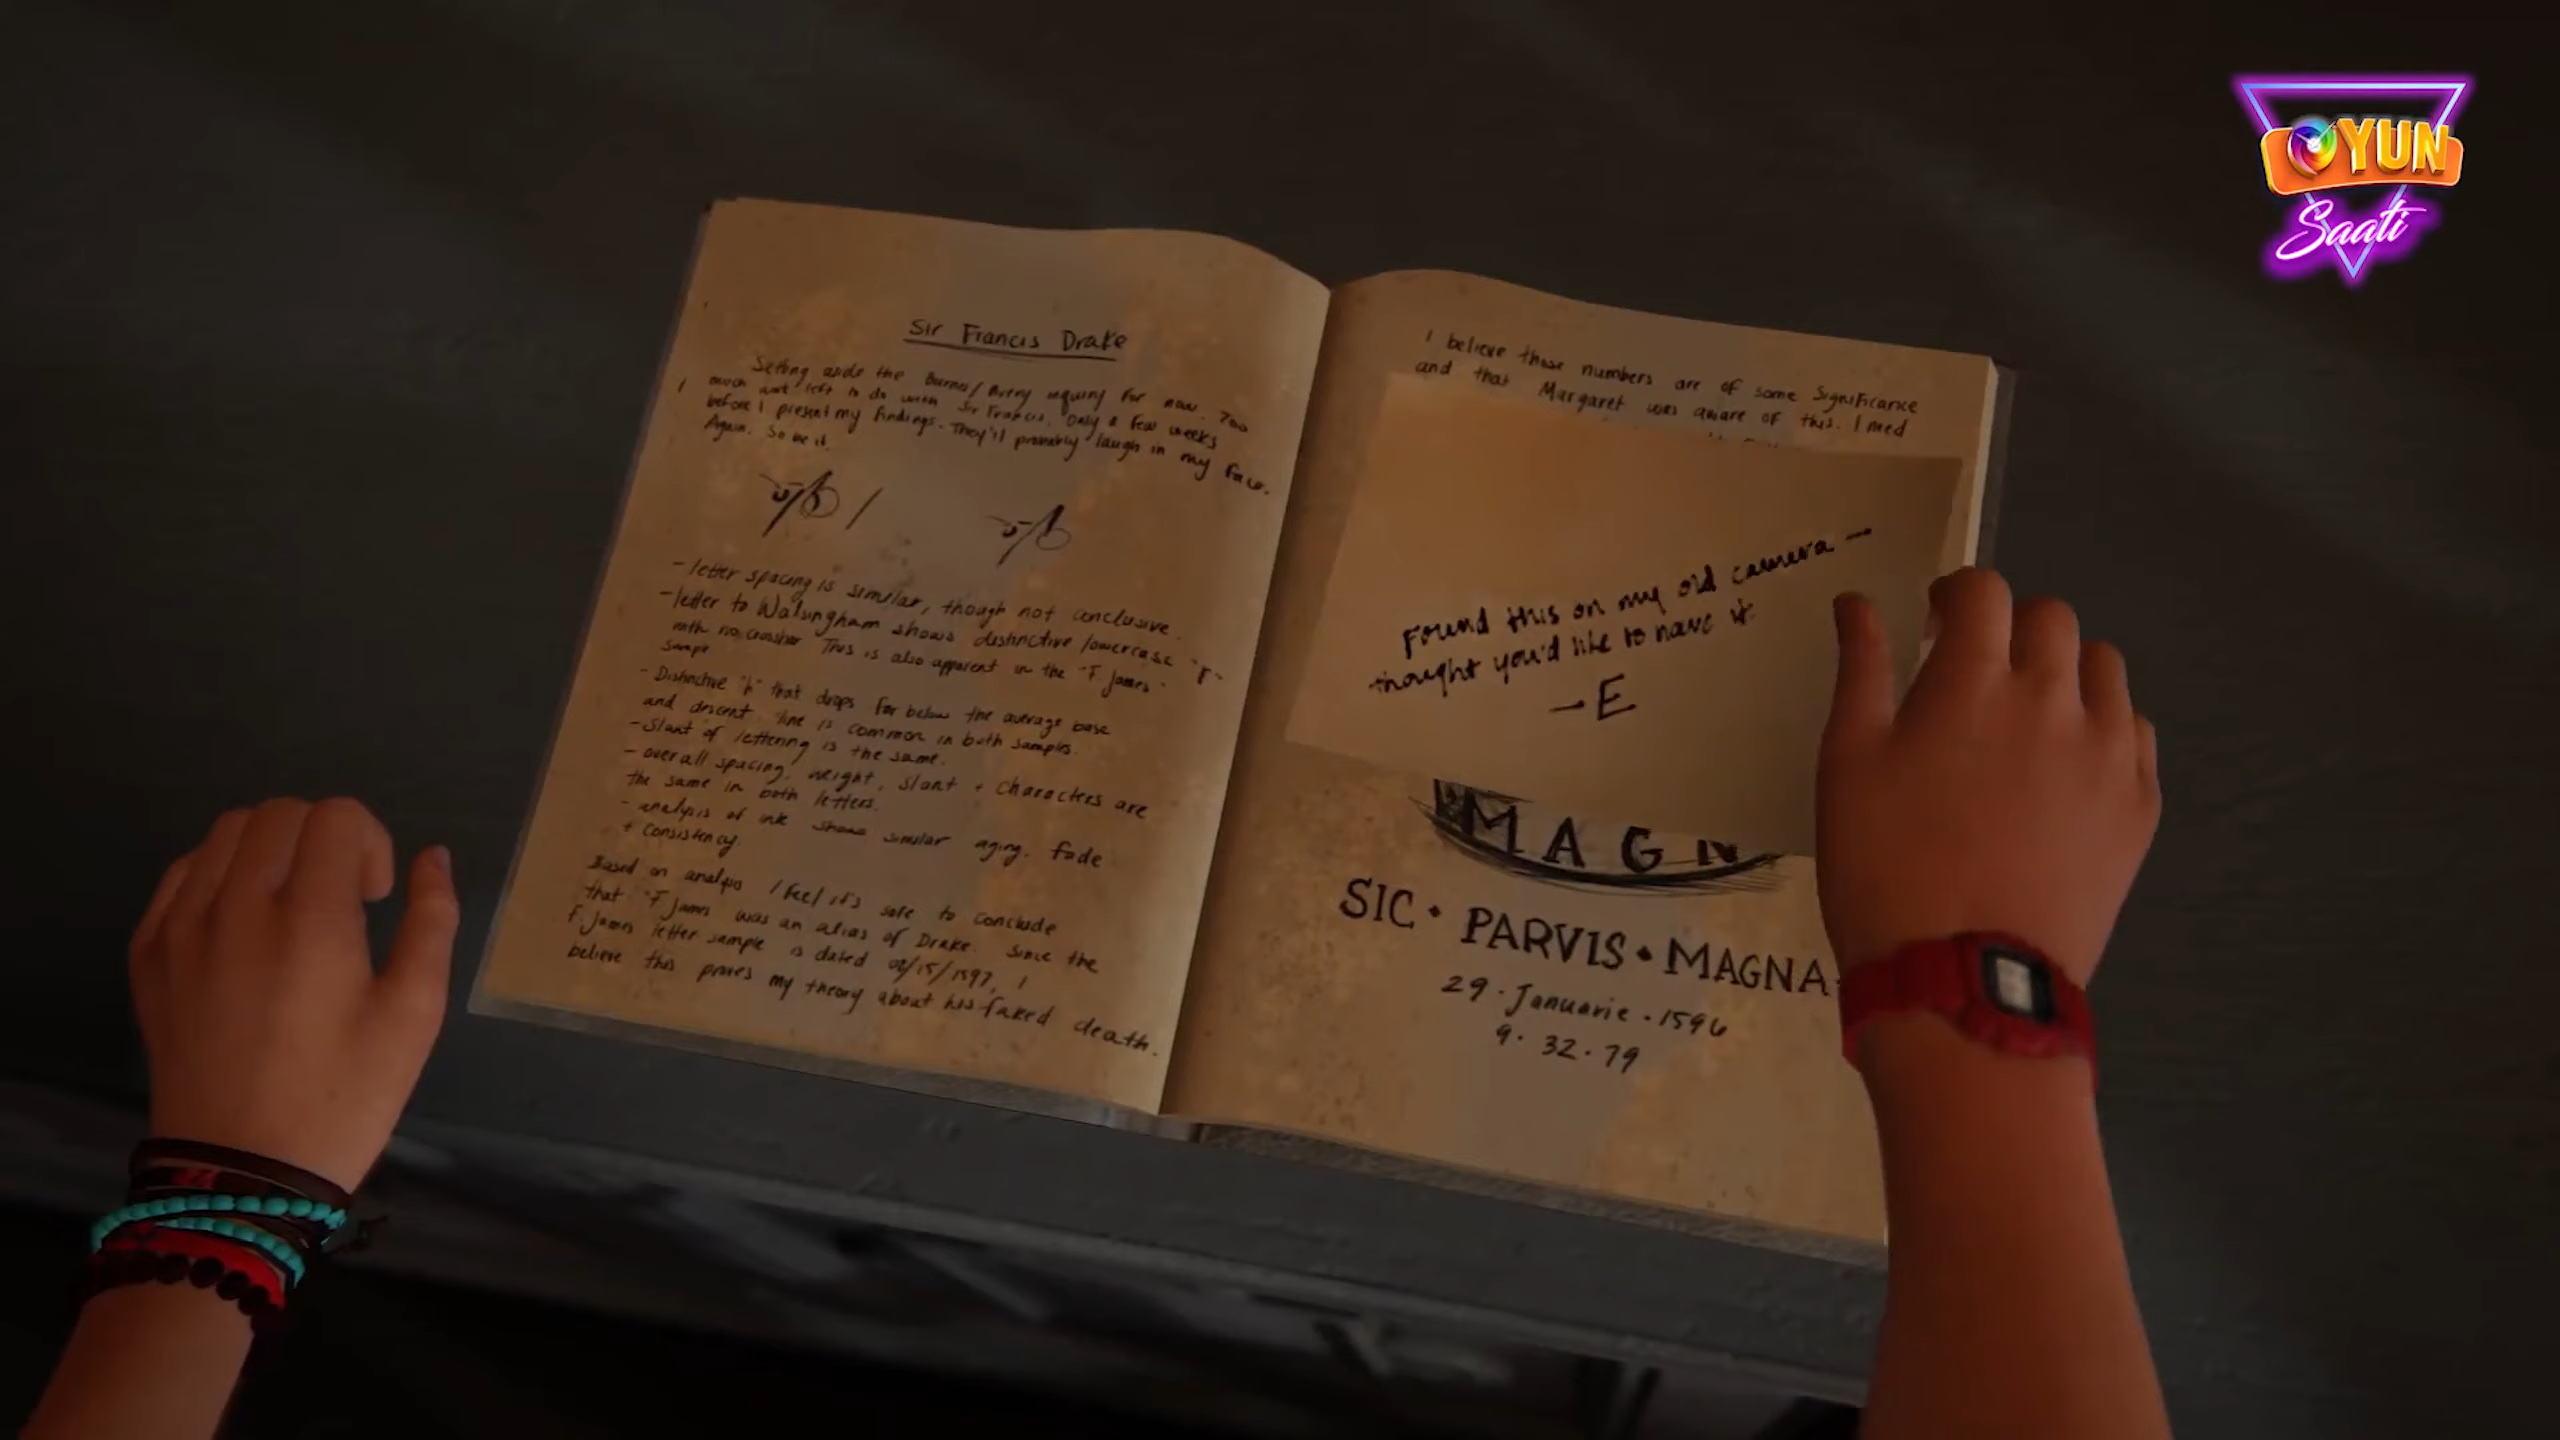 Sir Francis Drake
Setting aside the Burnes/Avery inquiry for now. Too
much work left to do with Sir Francis. Only a few weeks
before I present my findings. They'll probably laugh in my face.
Again. So be it.
- letter spacing is similar, though not conclusive.
- letter to Walsingham shows distinctive lowercase "T"
with no crossbar This is also apparent in the "F James"
sample
- Distinctive "h" that drops far below the average base
and descent line is common in both samples.
- Slant of lettering is the same.
- overall spacing, weight, slant + characters are
the same in both letters.
- analysis of ink shows similar aging, fade
+ consistency.
Based on analysis I feel it's safe to conclude
that "F James was an alias of Drake. Since the
F. James letter sample is dated 02/15/1597, I
believe this proves my theory about his faked death.
I believe those numbers are of some significance
and that Margaret was aware of this. I need
Found this on my old camera —
thought you'd like to have it.
— E
MAGN
SIC • PARVIS • MAGNA
29 · Januarie · 1596
9 · 32 · 79
OYUN
Saati